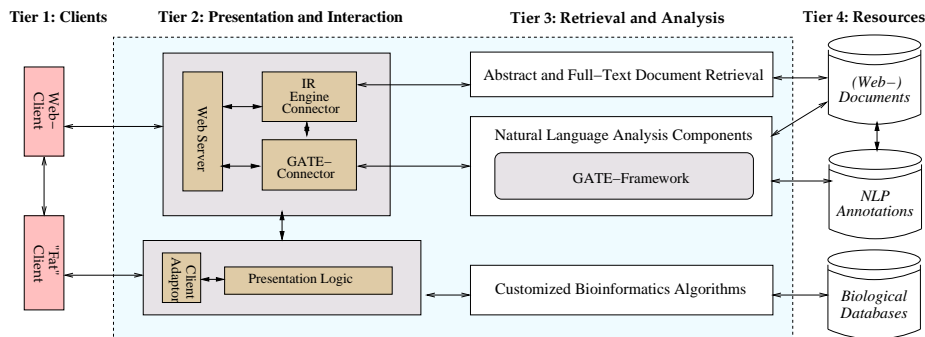 Tier 1: Clients
Tier 2: Presentation and Interaction
Tier 3: Retrieval and Analysis
Tier 4: Resources
Web−
Client
"Fat"
Client
Web Server
IR
Engine
Connector
GATE−
Connector
Client
Adaptor
Presentation Logic
Abstract and Full−Text Document Retrieval
Natural Language Analysis Components
GATE−Framework
Customized Bioinformatics Algorithms
(Web−)
Documents
NLP
Annotations
Biological
Databases